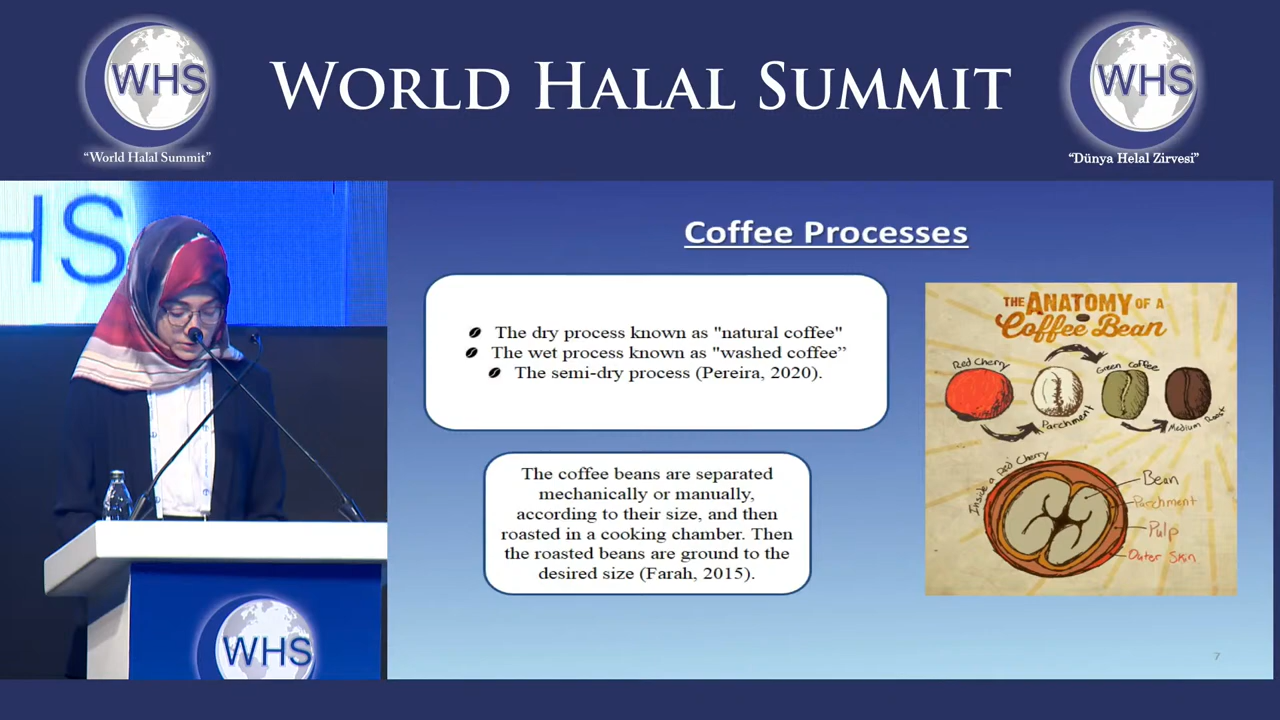 WHS
"World Halal Summit"
WORLD HALAL SUMMIT
WHS
"Dünya Helal Zirvesi"
HS
Coffee Processes
The dry process known as "natural coffee"
The wet process known as "washed coffee”
The semi-dry process (Pereira, 2020).
The coffee beans are separated
mechanically or manually,
according to their size, and then
roasted in a cooking chamber. Then
the roasted beans are ground to the
desired size (Farah, 2015).
THE ANATOMY OF A
Coffee Bean
Red Cherry
Parchment
Green Coffee
Medium Roast
Inside a Red Cherry
Bean
Parchment
Pulp
Outer Skin
WHS
7